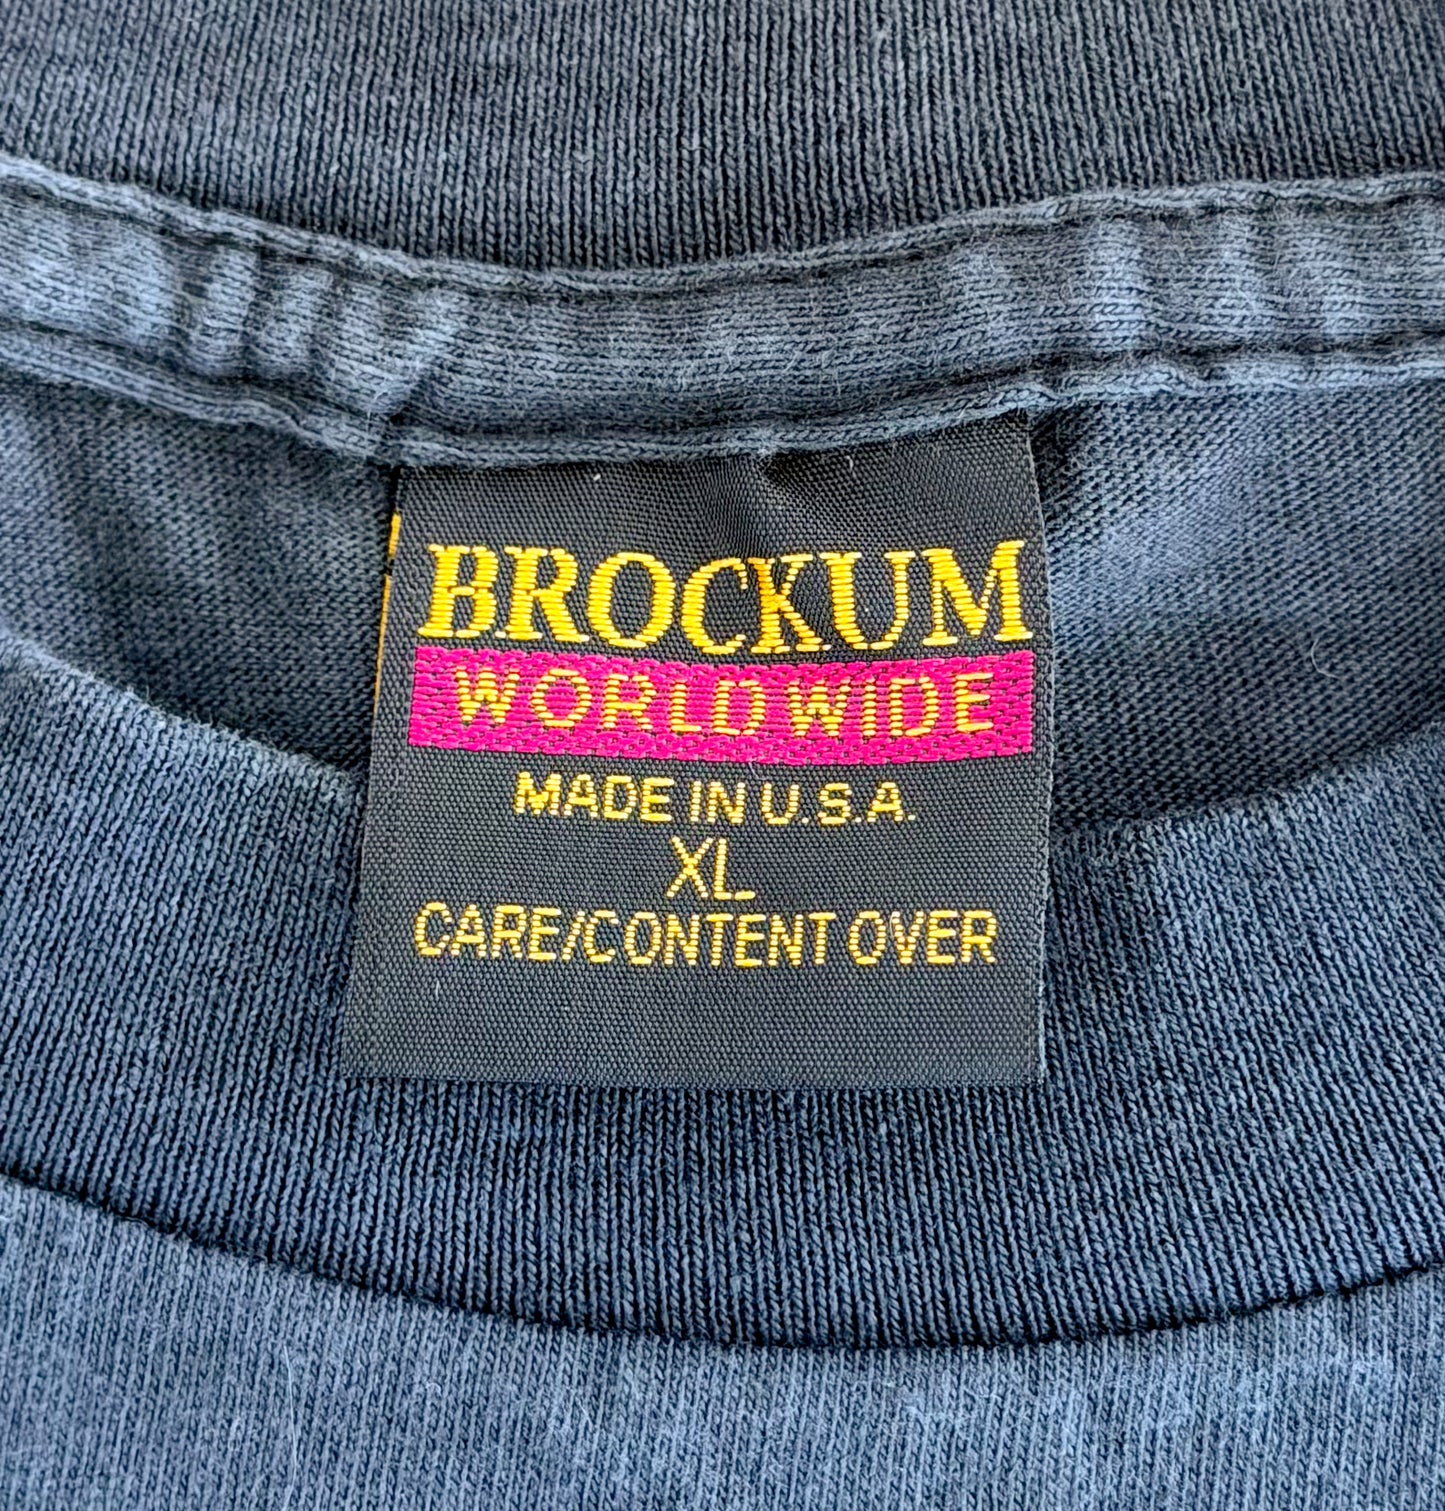 BROCKUM
WORLDWIDE
MADE IN U.S.A.
XL
CARE/CONTENT OVER